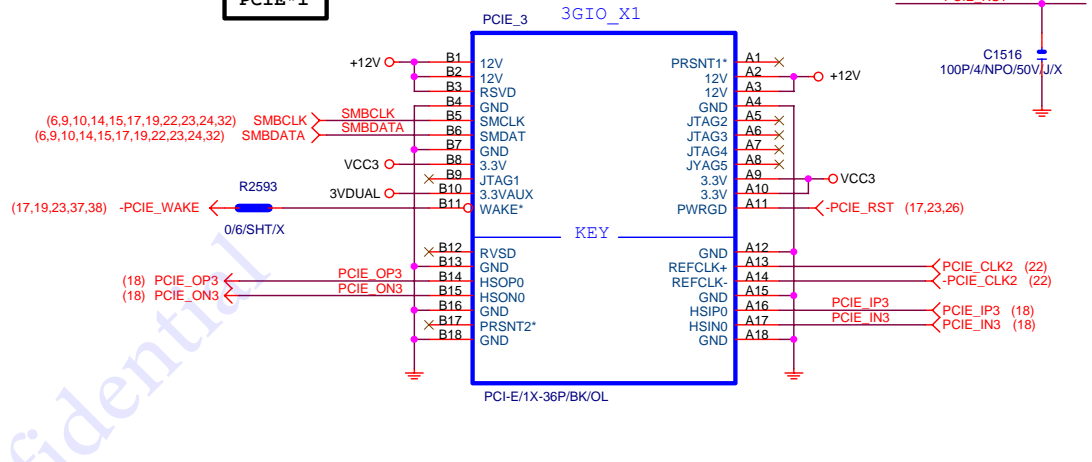 PCIE*1
PCIE_3 3GIO_X1
+12V B1 12V PRSNT1* A1
B2 12V 12V A2 +12V
B3 RSVD 12V A3
B4 GND GND A4
(6,9,10,14,15,17,19,22,23,24,32) SMBCLK SMBCLK B5 SMCLK JTAG2 A5
(6,9,10,14,15,17,19,22,23,24,32) SMBDATA SMBDATA B6 SMDAT JTAG3 A6
B7 GND JTAG4 A7
VCC3 B8 3.3V JYAG5 A8
B9 JTAG1 3.3V A9 VCC3
3VDUAL B10 3.3VAUX 3.3V A10
(17,19,23,37,38) -PCIE_WAKE R2593 B11 WAKE* PWRGD A11 -PCIE_RST (17,23,26)
0/6/SHT/X
KEY
B12 RVSD GND A12
B13 GND REFCLK+ A13 PCIE_CLK2 (22)
(18) PCIE_OP3 PCIE_OP3 B14 HSOP0 REFCLK- A14 -PCIE_CLK2 (22)
(18) PCIE_ON3 PCIE_ON3 B15 HSON0 GND A15
B16 GND HSIP0 A16 PCIE_IP3 PCIE_IP3 (18)
B17 PRSNT2* HSIN0 A17 PCIE_IN3 PCIE_IN3 (18)
B18 GND GND A18
PCI-E/1X-36P/BK/OL
C1516
100P/4/NPO/50V/J/X
fidential